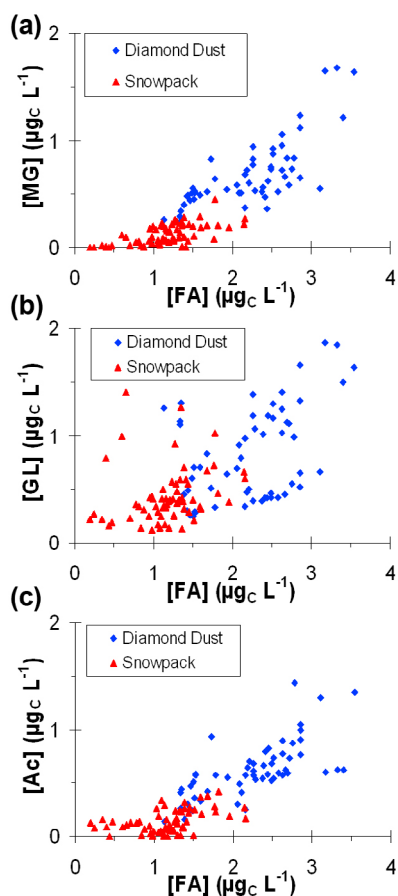 (a)
2
Diamond Dust
Snowpack
[MG] (µgC L⁻¹)
1
0
0 1 2 3 4
[FA] (µgC L⁻¹)
(b)
2
Diamond Dust
Snowpack
[GL] (µgC L⁻¹)
1
0
0 1 2 3 4
[FA] (µgC L⁻¹)
(c)
2
Diamond Dust
Snowpack
[Ac] (µgC L⁻¹)
1
0
0 1 2 3 4
[FA] (µgC L⁻¹)